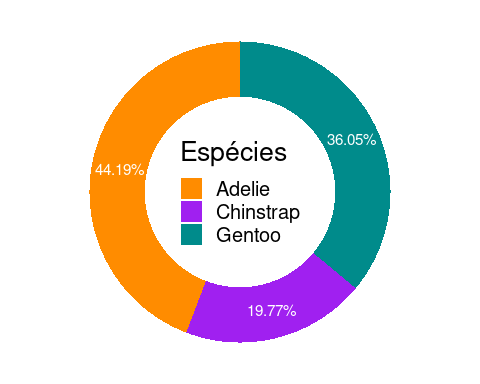 36.05%
Espécies
44.19%
Adelie
Chinstrap
Gentoo
19.77%